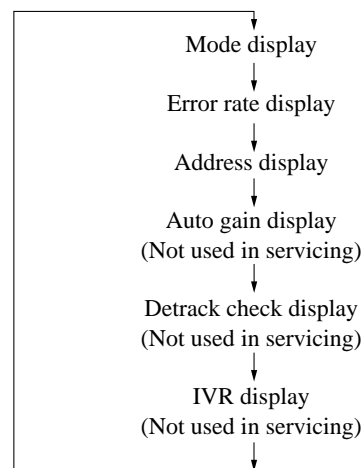 Mode display
Error rate display
Address display
Auto gain display
(Not used in servicing)
Detrack check display
(Not used in servicing)
IVR display
(Not used in servicing)